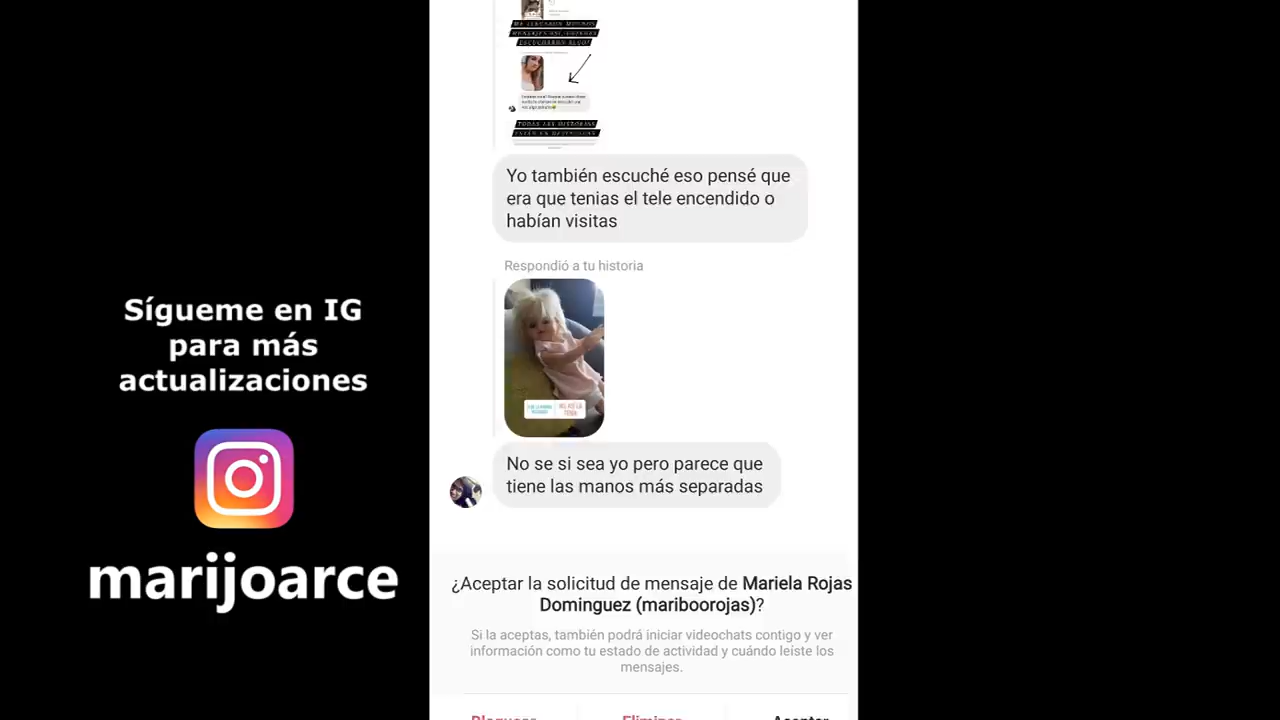 Yo también escuché eso pensé que
era que tenias el tele encendido o
habían visitas
Respondió a tu historia
No se si sea yo pero parece que
tiene las manos más separadas
¿Aceptar la solicitud de mensaje de Mariela Rojas
Dominguez (mariboorojas)?
Si la aceptas, también podrá iniciar videochats contigo y ver
información como tu estado de actividad y cuándo leíste los
mensajes.
Bloquear Eliminar Aceptar
Sígueme en IG
para más
actualizaciones
marijoarce